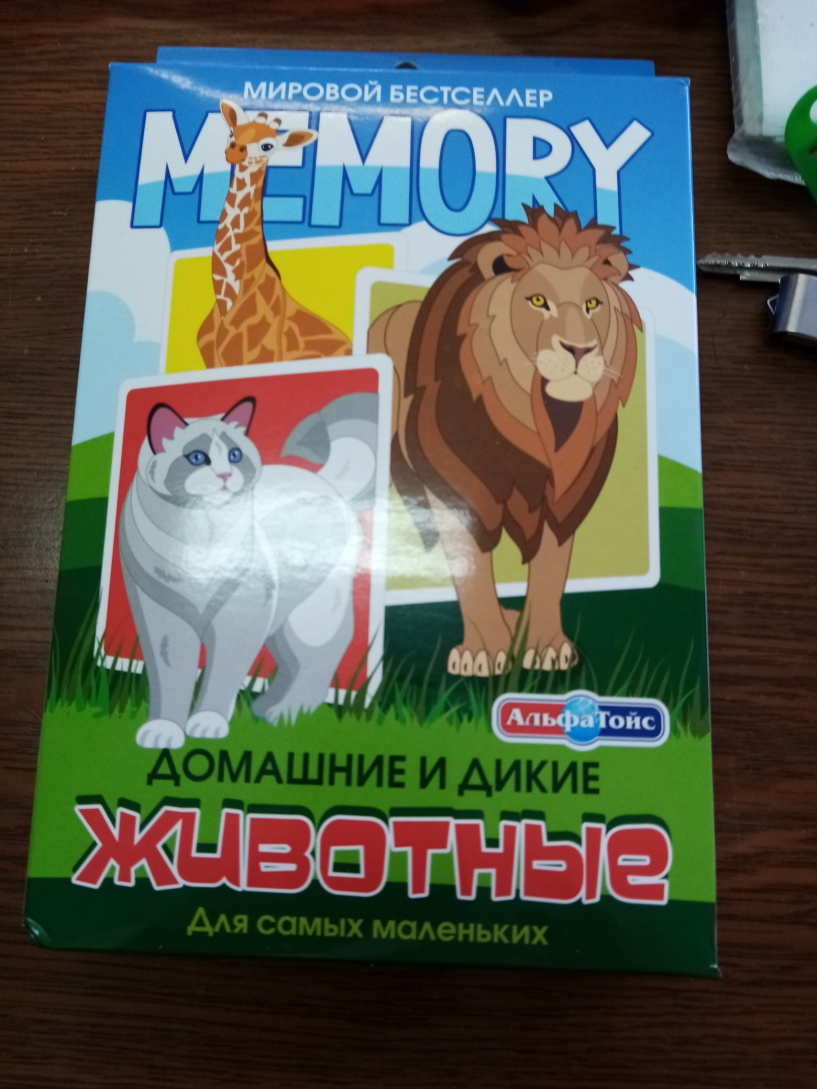 МИРОВОЙ БЕСТСЕЛЛЕР
MEMORY
АльфаТойс
ДОМАШНИЕ И ДИКИЕ
ЖИВОТНЫЕ
Для самых маленьких